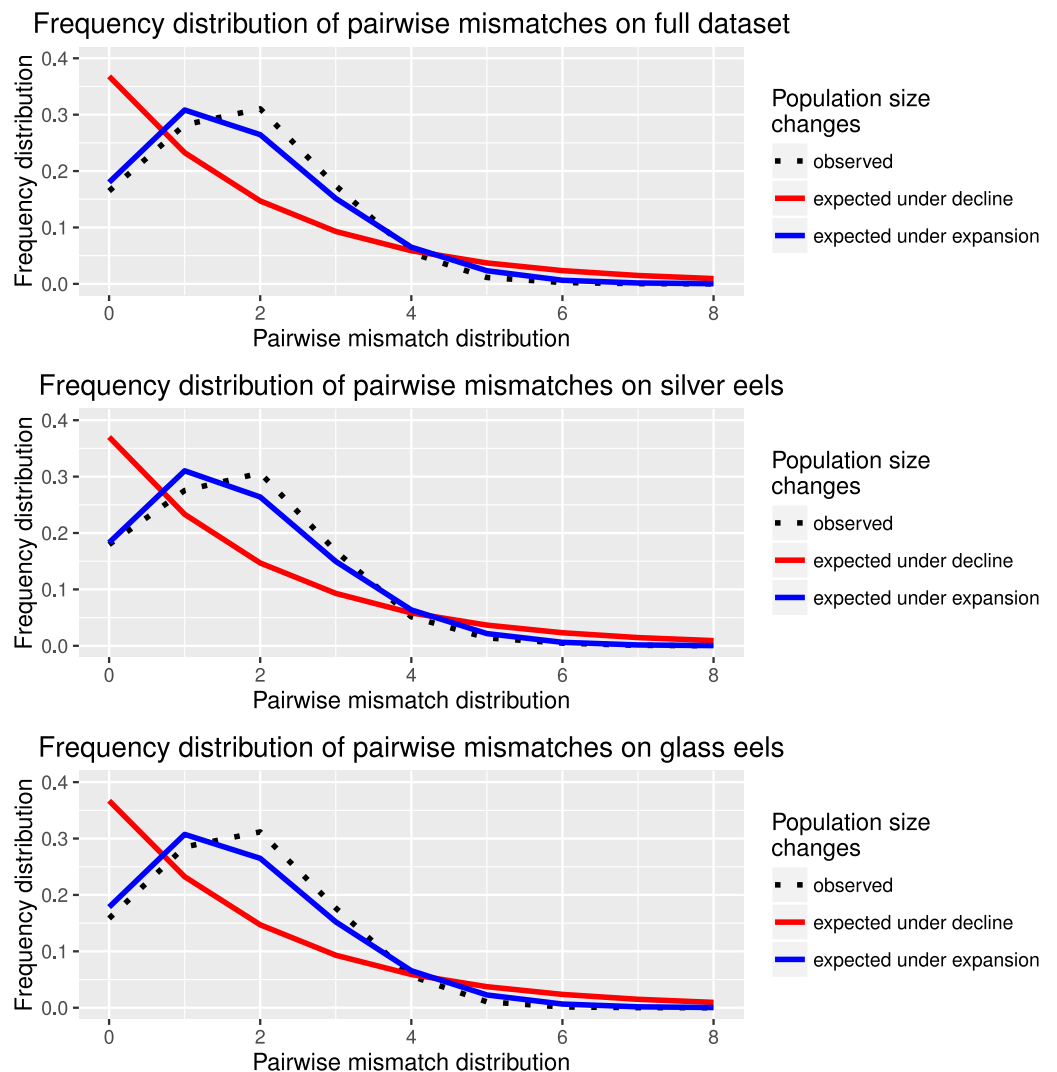 Frequency distribution of pairwise mismatches on full dataset
Frequency distribution
0.4
0.3
0.2
0.1
0.0
0 2 4 6 8
Pairwise mismatch distribution
Population size
changes
observed
expected under decline
expected under expansion
Frequency distribution of pairwise mismatches on silver eels
Frequency distribution
0.4
0.3
0.2
0.1
0.0
0 2 4 6 8
Pairwise mismatch distribution
Population size
changes
observed
expected under decline
expected under expansion
Frequency distribution of pairwise mismatches on glass eels
Frequency distribution
0.4
0.3
0.2
0.1
0.0
0 2 4 6 8
Pairwise mismatch distribution
Population size
changes
observed
expected under decline
expected under expansion